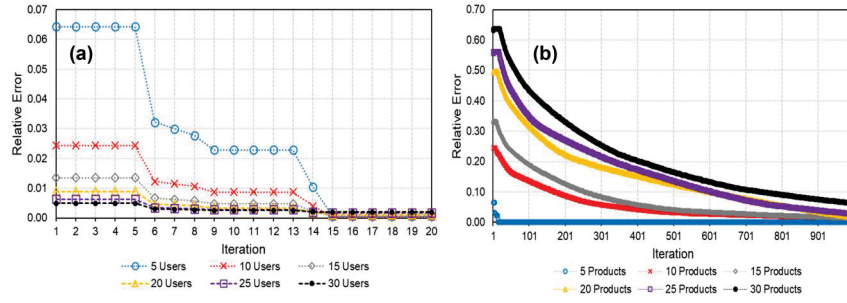 0.07
0.06
0.05
0.04
0.03
0.02
0.01
0.00
Relative Error
(a)
1 2 3 4 5 6 7 8 9 10 11 12 13 14 15 16 17 18 19 20
Iteration
5 Users 10 Users 15 Users
20 Users 25 Users 30 Users
0.70
0.60
0.50
0.40
0.30
0.20
0.10
0.00
Relative Error
(b)
1 101 201 301 401 501 601 701 801 901
Iteration
5 Products 10 Products 15 Products
20 Products 25 Products 30 Products